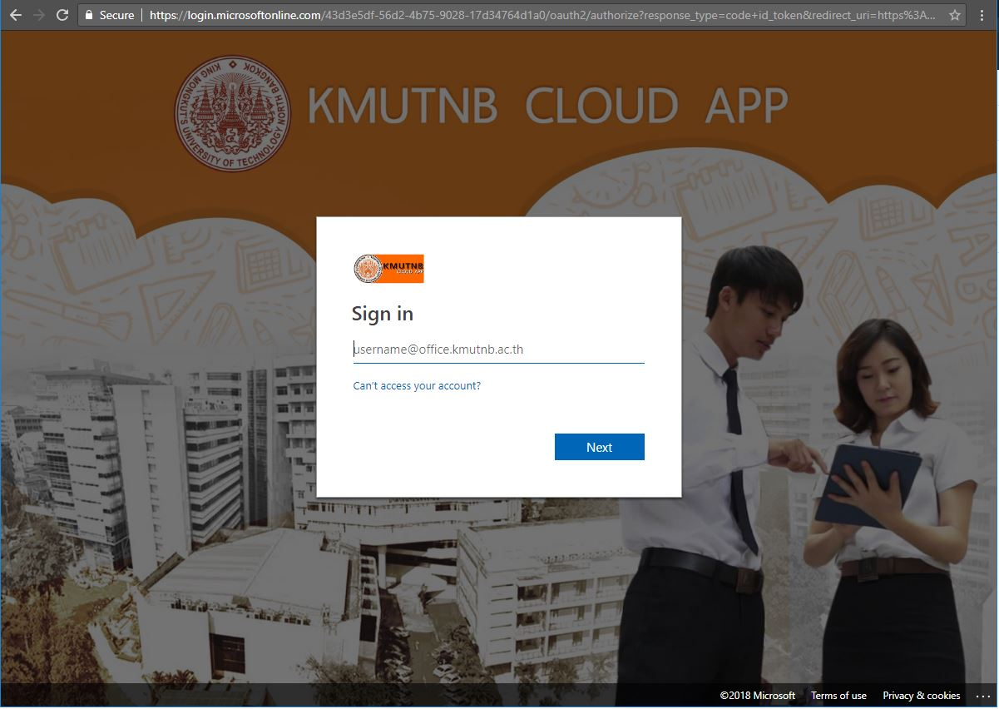 Secure
https://login.microsoftonline.com/43d3e5df-56d2-4b75-9028-17d34764d1a0/oauth2/authorize?response_type=code+id_token&redirect_uri=https%3A...
KING MONGKUT'S UNIVERSITY OF TECHNOLOGY NORTH BANGKOK
KMUTNB CLOUD APP
KMUTNB
CLOUD APP
Sign in
username@office.kmutnb.ac.th
Can't access your account?
Next
©2018 Microsoft Terms of use Privacy & cookies ...